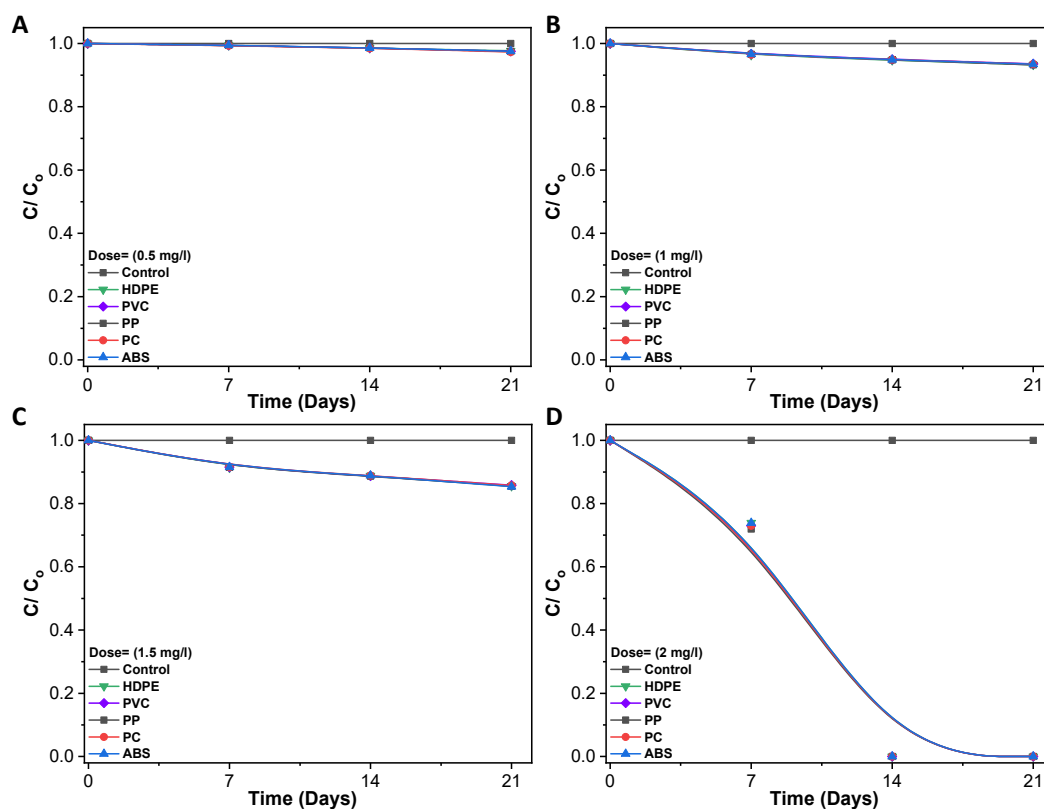 A
1.0
0.8
0.6
0.4
0.2
0.0
C/ Co
Dose= (0.5 mg/l)
Control
HDPE
PVC
PP
PC
ABS
0 7 14 21
Time (Days)
B
1.0
0.8
0.6
0.4
0.2
0.0
C/ Co
Dose= (1 mg/l)
Control
HDPE
PVC
PP
PC
ABS
0 7 14 21
Time (Days)
C
1.0
0.8
0.6
0.4
0.2
0.0
C/ Co
Dose= (1.5 mg/l)
Control
HDPE
PVC
PP
PC
ABS
0 7 14 21
Time (Days)
D
1.0
0.8
0.6
0.4
0.2
0.0
C/ Co
Dose= (2 mg/l)
Control
HDPE
PVC
PP
PC
ABS
0 7 14 21
Time (Days)